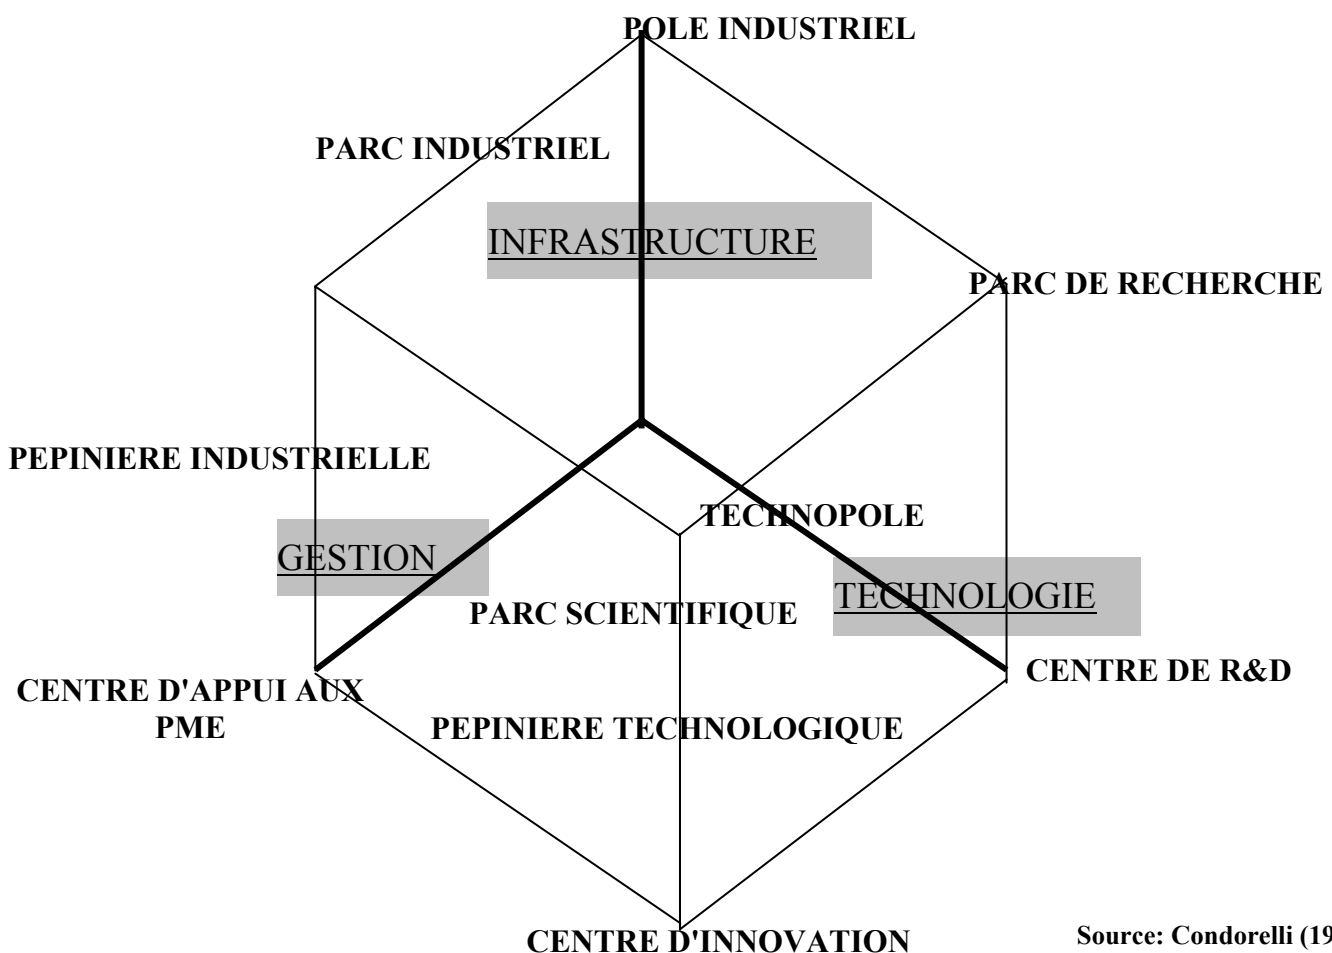 POLE INDUSTRIEL
PARC INDUSTRIEL
INFRASTRUCTURE
PARC DE RECHERCHE
PEPINIERE INDUSTRIELLE
TECHNOPOLE
GESTION
TECHNOLOGIE
PARC SCIENTIFIQUE
CENTRE DE R&D
CENTRE D'APPUI AUX
PME
PEPINIERE TECHNOLOGIQUE
CENTRE D'INNOVATION
Source: Condorelli (19